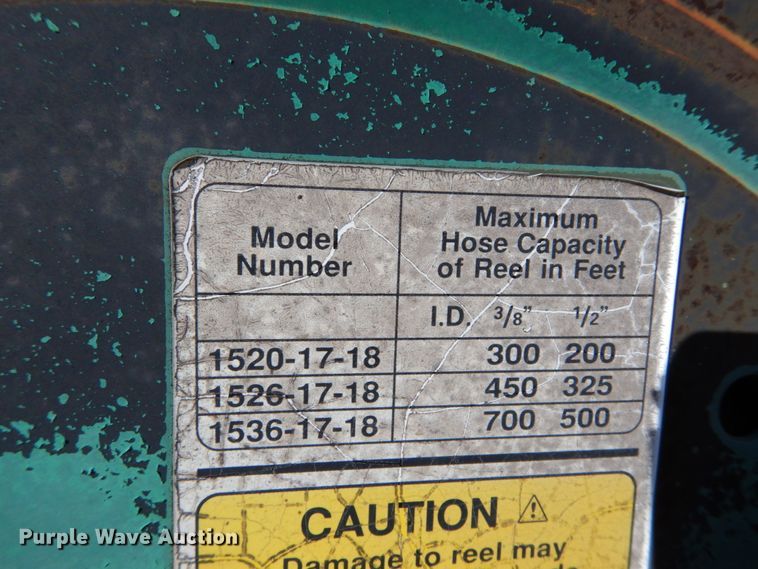 Model
Number
Maximum
Hose Capacity
of Reel in Feet
I.D. 3/8" 1/2"
1520-17-18 300 200
1526-17-18 450 325
1536-17-18 700 500
CAUTION ⚠
Damage to reel may
Purple Wave Auction